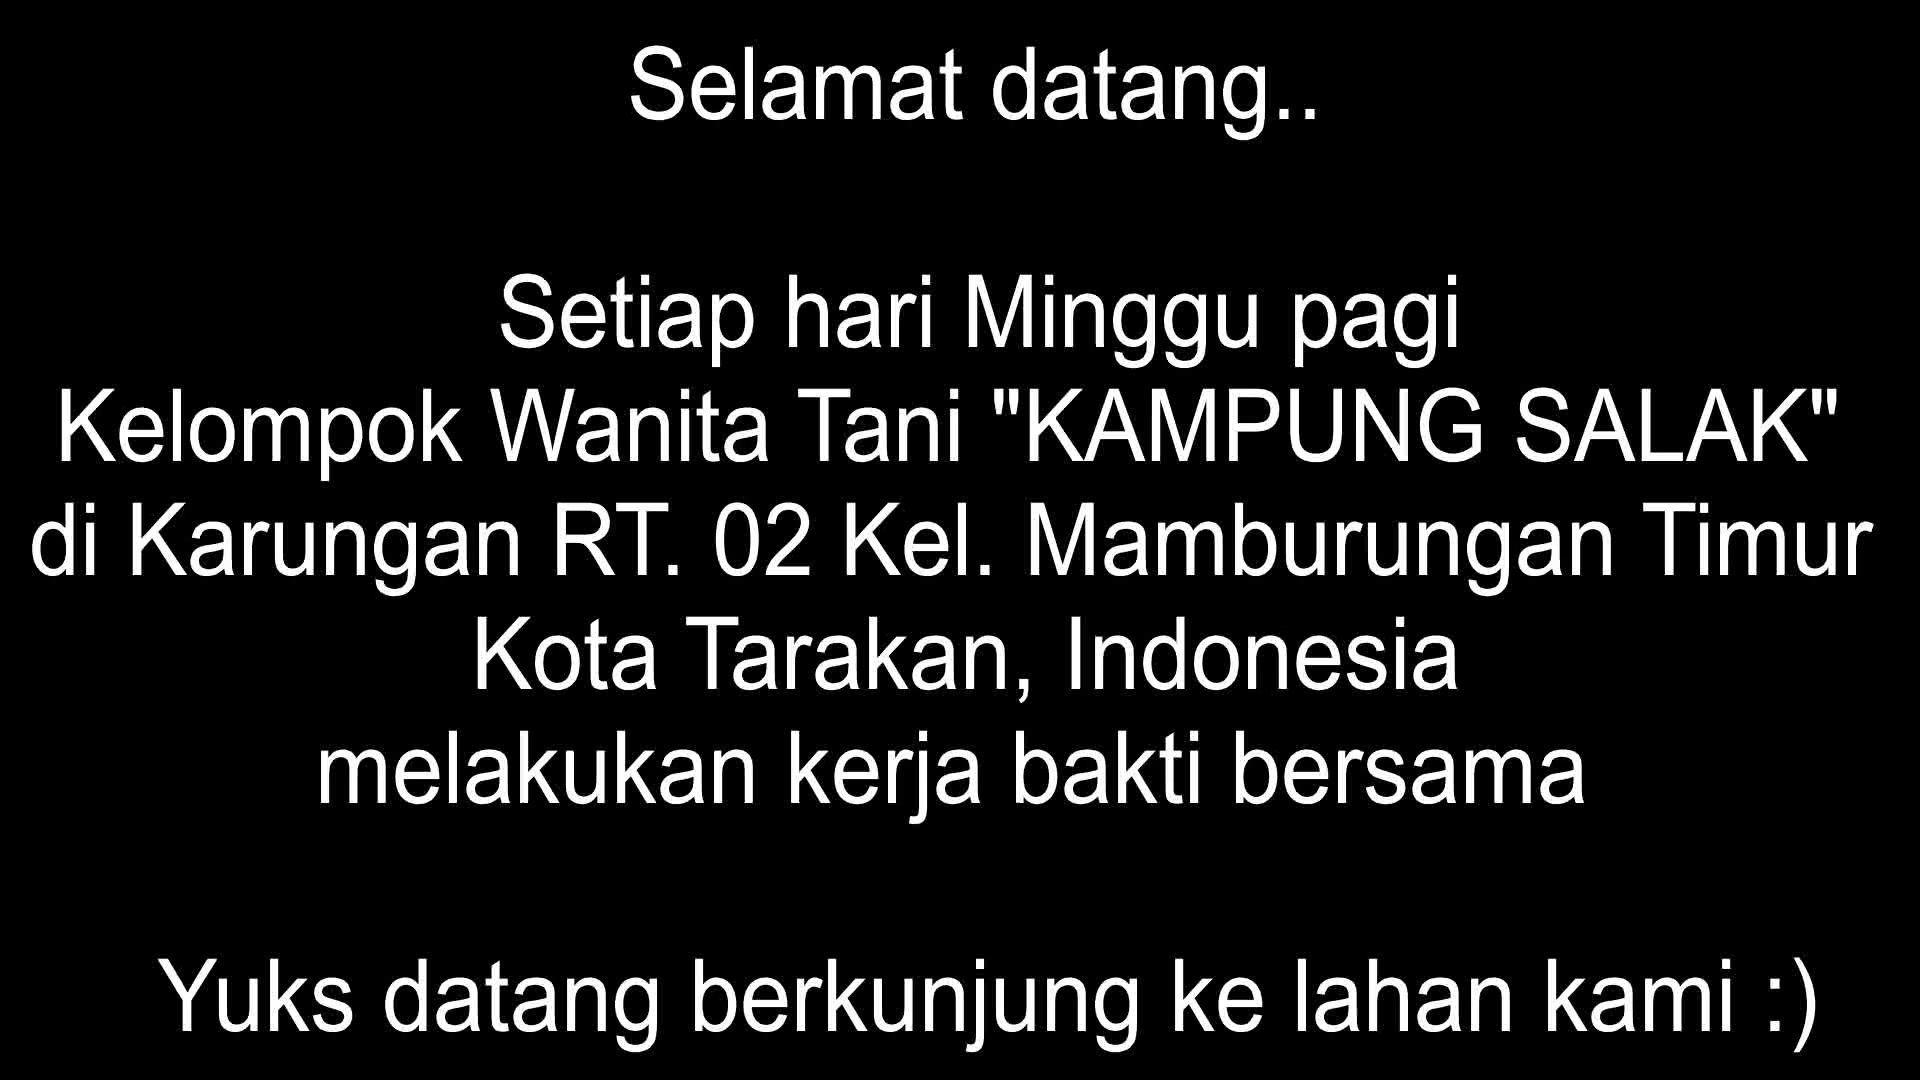 Selamat datang..
Setiap hari Minggu pagi
Kelompok Wanita Tani "KAMPUNG SALAK"
di Karungan RT. 02 Kel. Mamburungan Timur
Kota Tarakan, Indonesia
melakukan kerja bakti bersama
Yuks datang berkunjung ke lahan kami :)